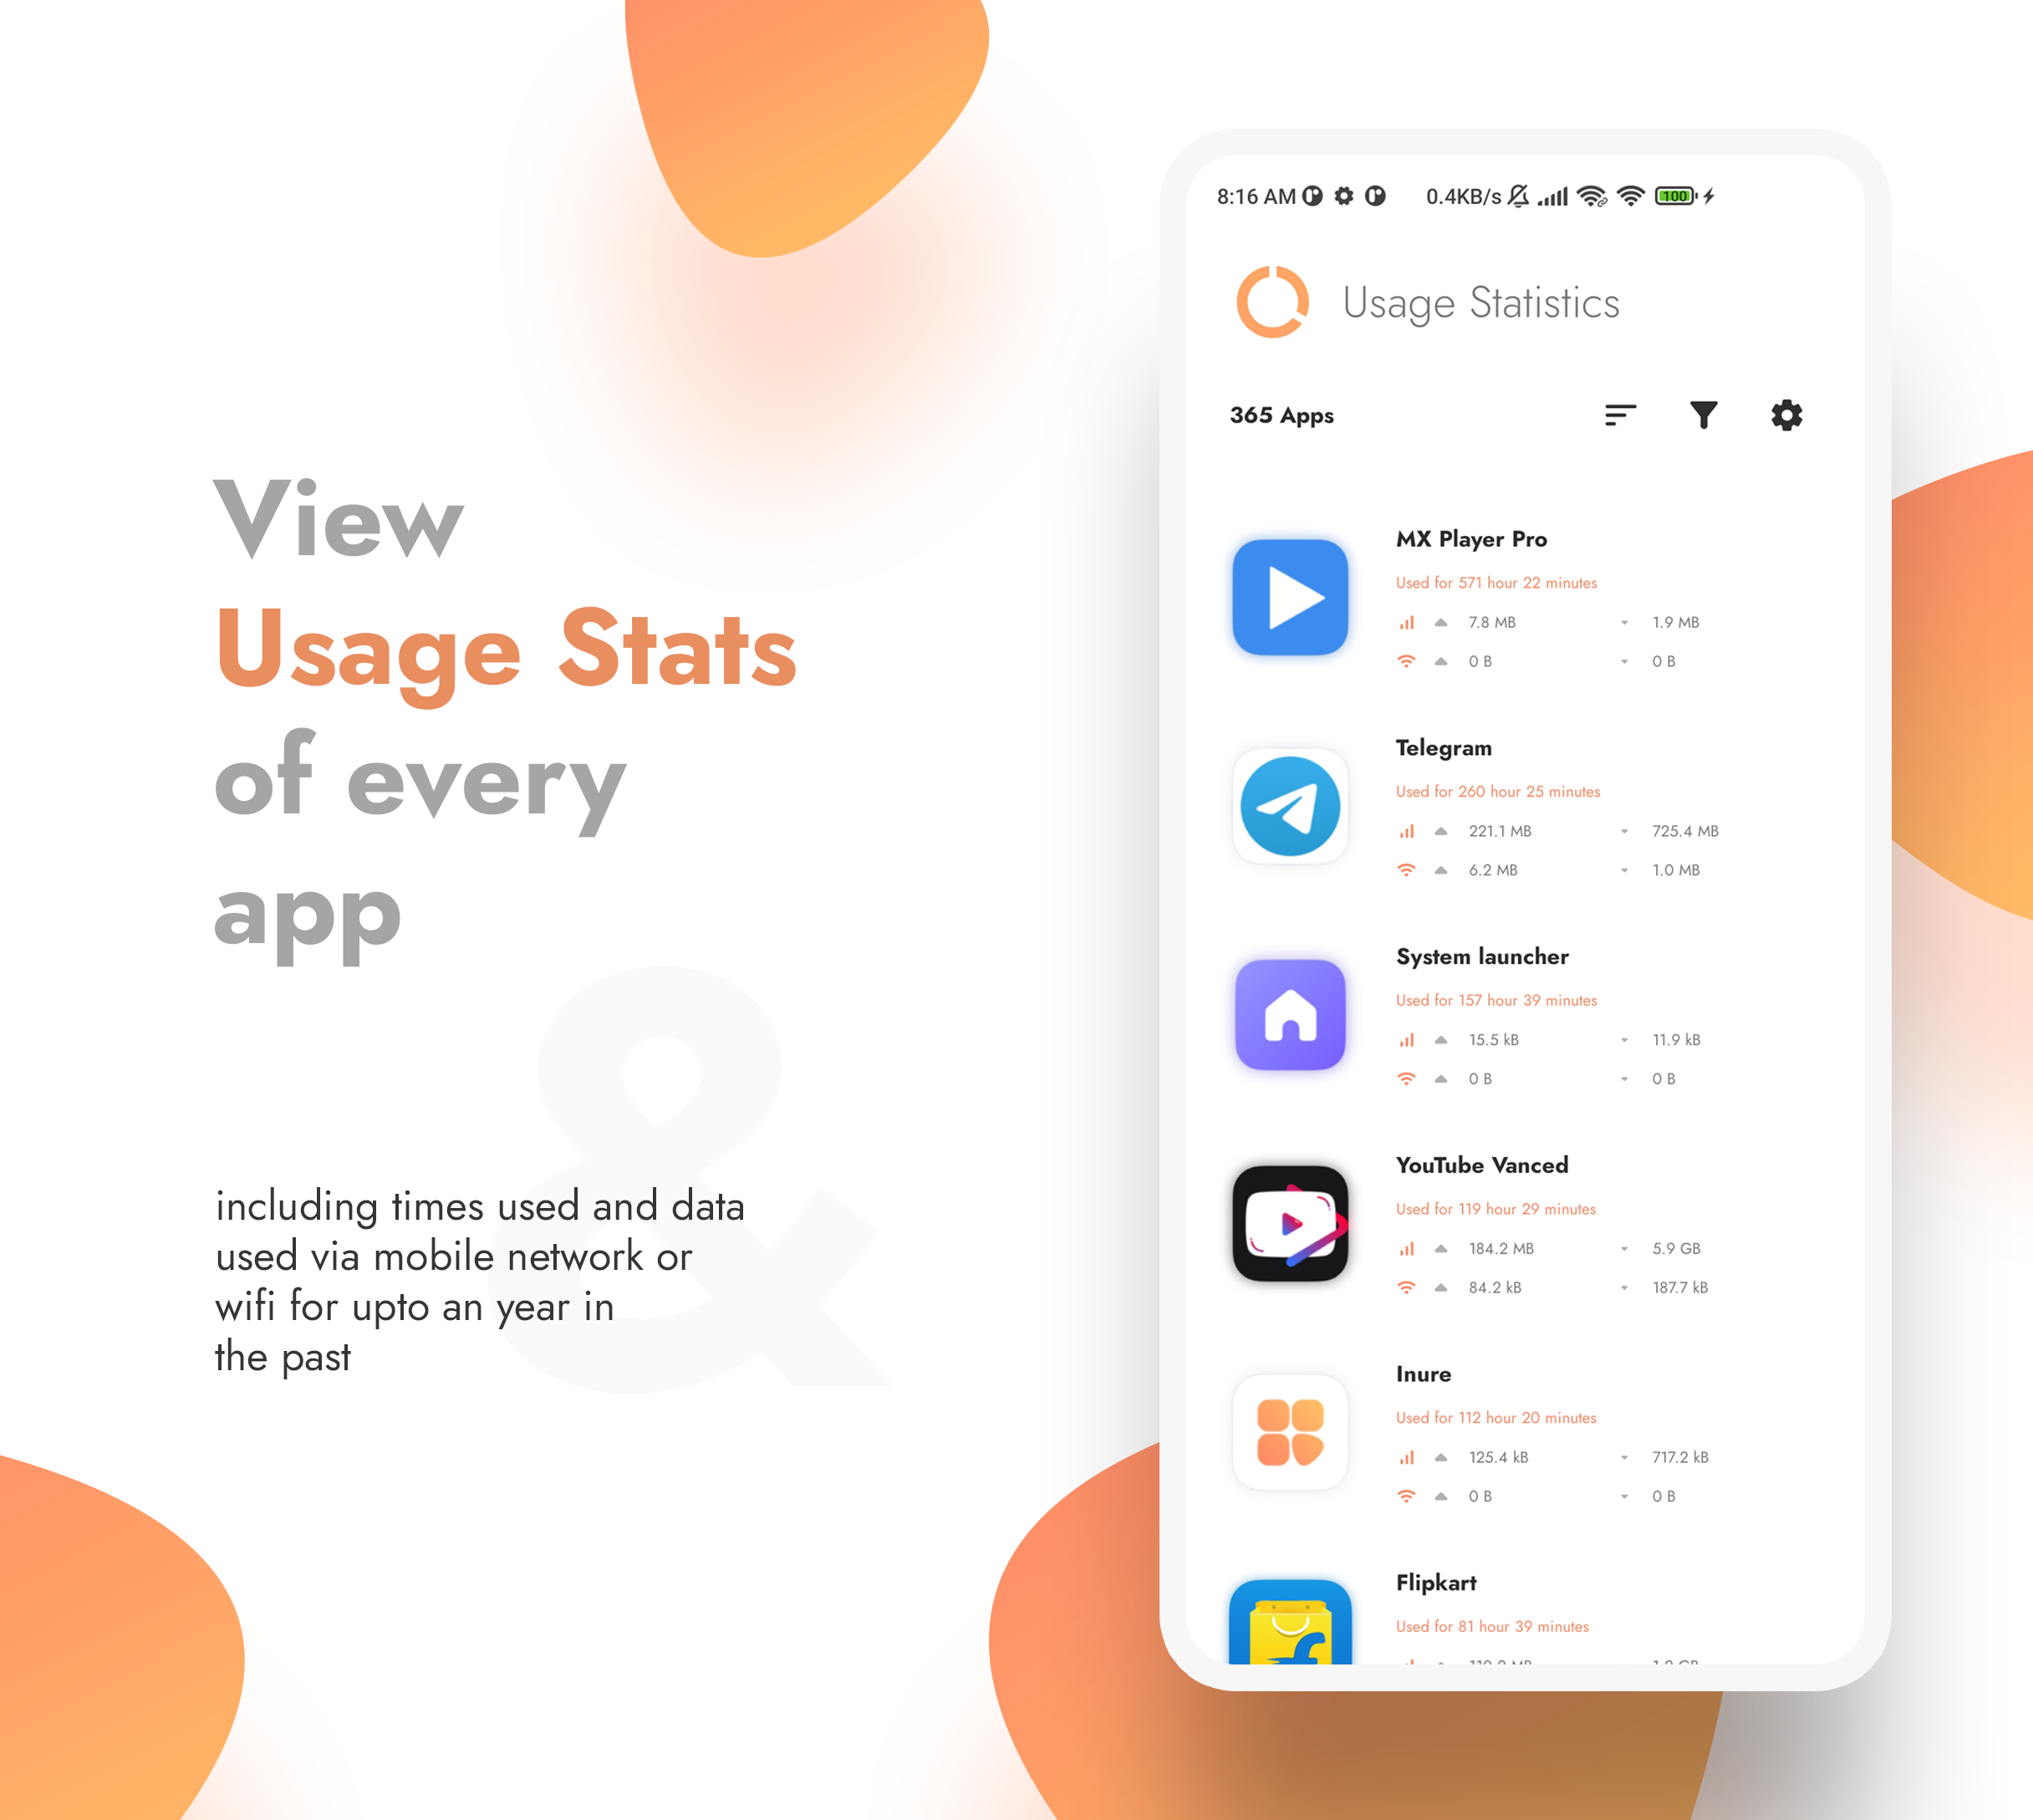 View
Usage Stats
of every
app
&
including times used and data
used via mobile network or
wifi for upto an year in
the past
8:16 AM 0.4KB/s 100
Usage Statistics
365 Apps
MX Player Pro
Used for 571 hour 22 minutes
7.8 MB 1.9 MB
0 B 0 B
Telegram
Used for 260 hour 25 minutes
221.1 MB 725.4 MB
6.2 MB 1.0 MB
System launcher
Used for 157 hour 39 minutes
15.5 kB 11.9 kB
0 B 0 B
YouTube Vanced
Used for 119 hour 29 minutes
184.2 MB 5.9 GB
84.2 kB 187.7 kB
Inure
Used for 112 hour 20 minutes
125.4 kB 717.2 kB
0 B 0 B
Flipkart
Used for 81 hour 39 minutes